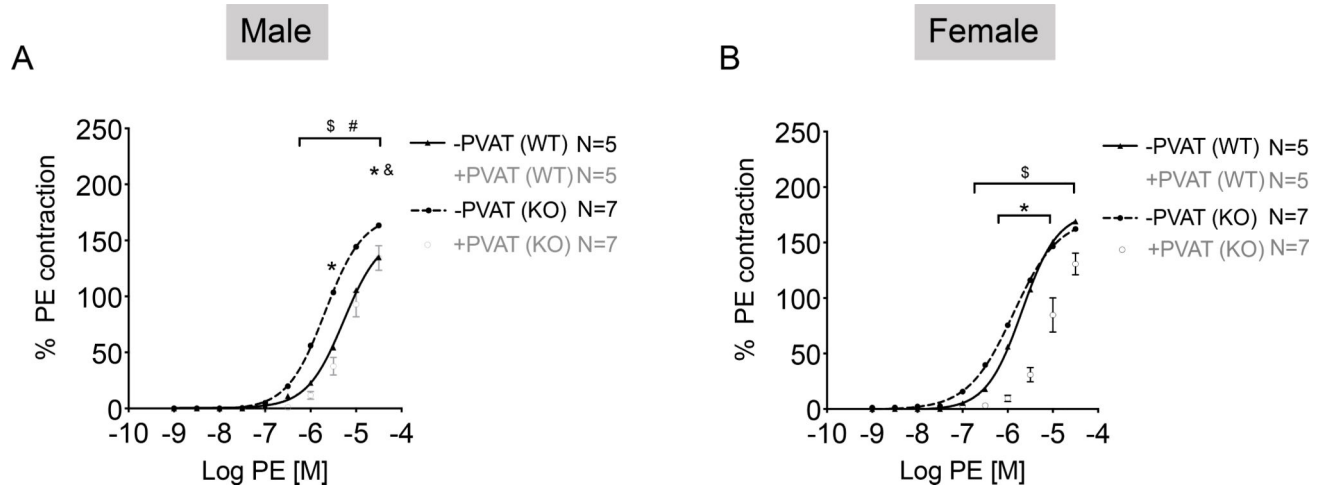 Male
Female
A
B
250
200
150
100
50
0
% PE contraction
$ #
* &
*
-10 -9 -8 -7 -6 -5 -4
Log PE [M]
-PVAT (WT) N=5
+PVAT (WT) N=5
-PVAT (KO) N=7
+PVAT (KO) N=7
250
200
150
100
50
0
% PE contraction
$
*
-10 -9 -8 -7 -6 -5 -4
Log PE [M]
-PVAT (WT) N=5
+PVAT (WT) N=5
-PVAT (KO) N=7
+PVAT (KO) N=7